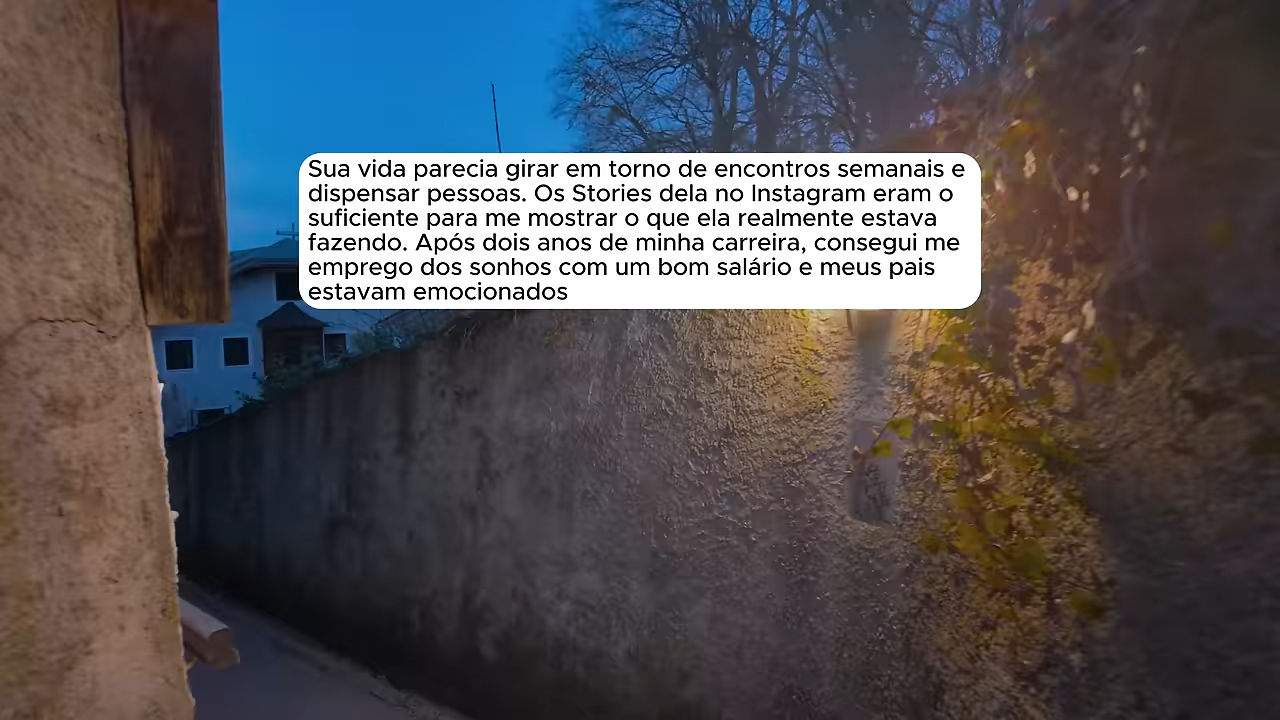 Sua vida parecia girar em torno de encontros semanais e
dispensar pessoas. Os Stories dela no Instagram eram o
suficiente para me mostrar o que ela realmente estava
fazendo. Após dois anos de minha carreira, consegui me
emprego dos sonhos com um bom salário e meus pais
estavam emocionados